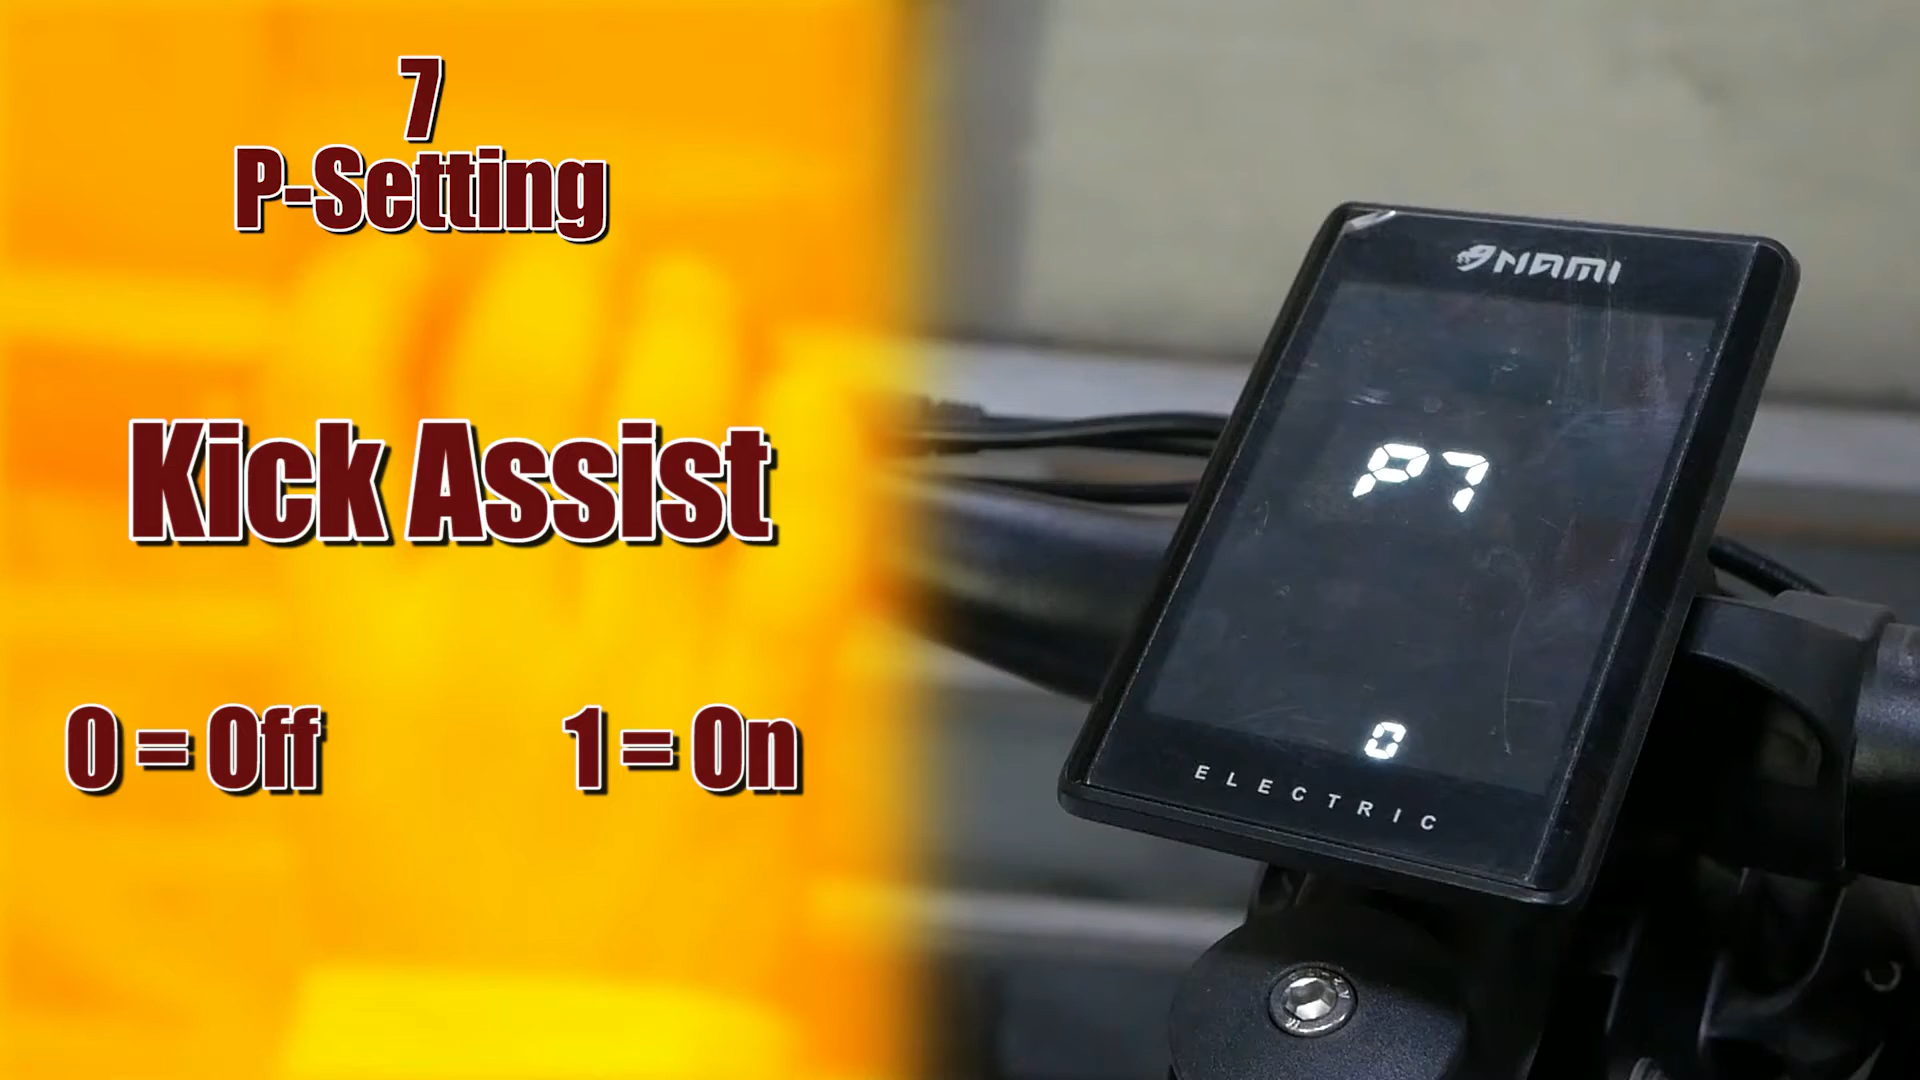 7
P-Setting
Kick Assist
0 = Off
1 = On
NAMI
P7
0
ELECTRIC